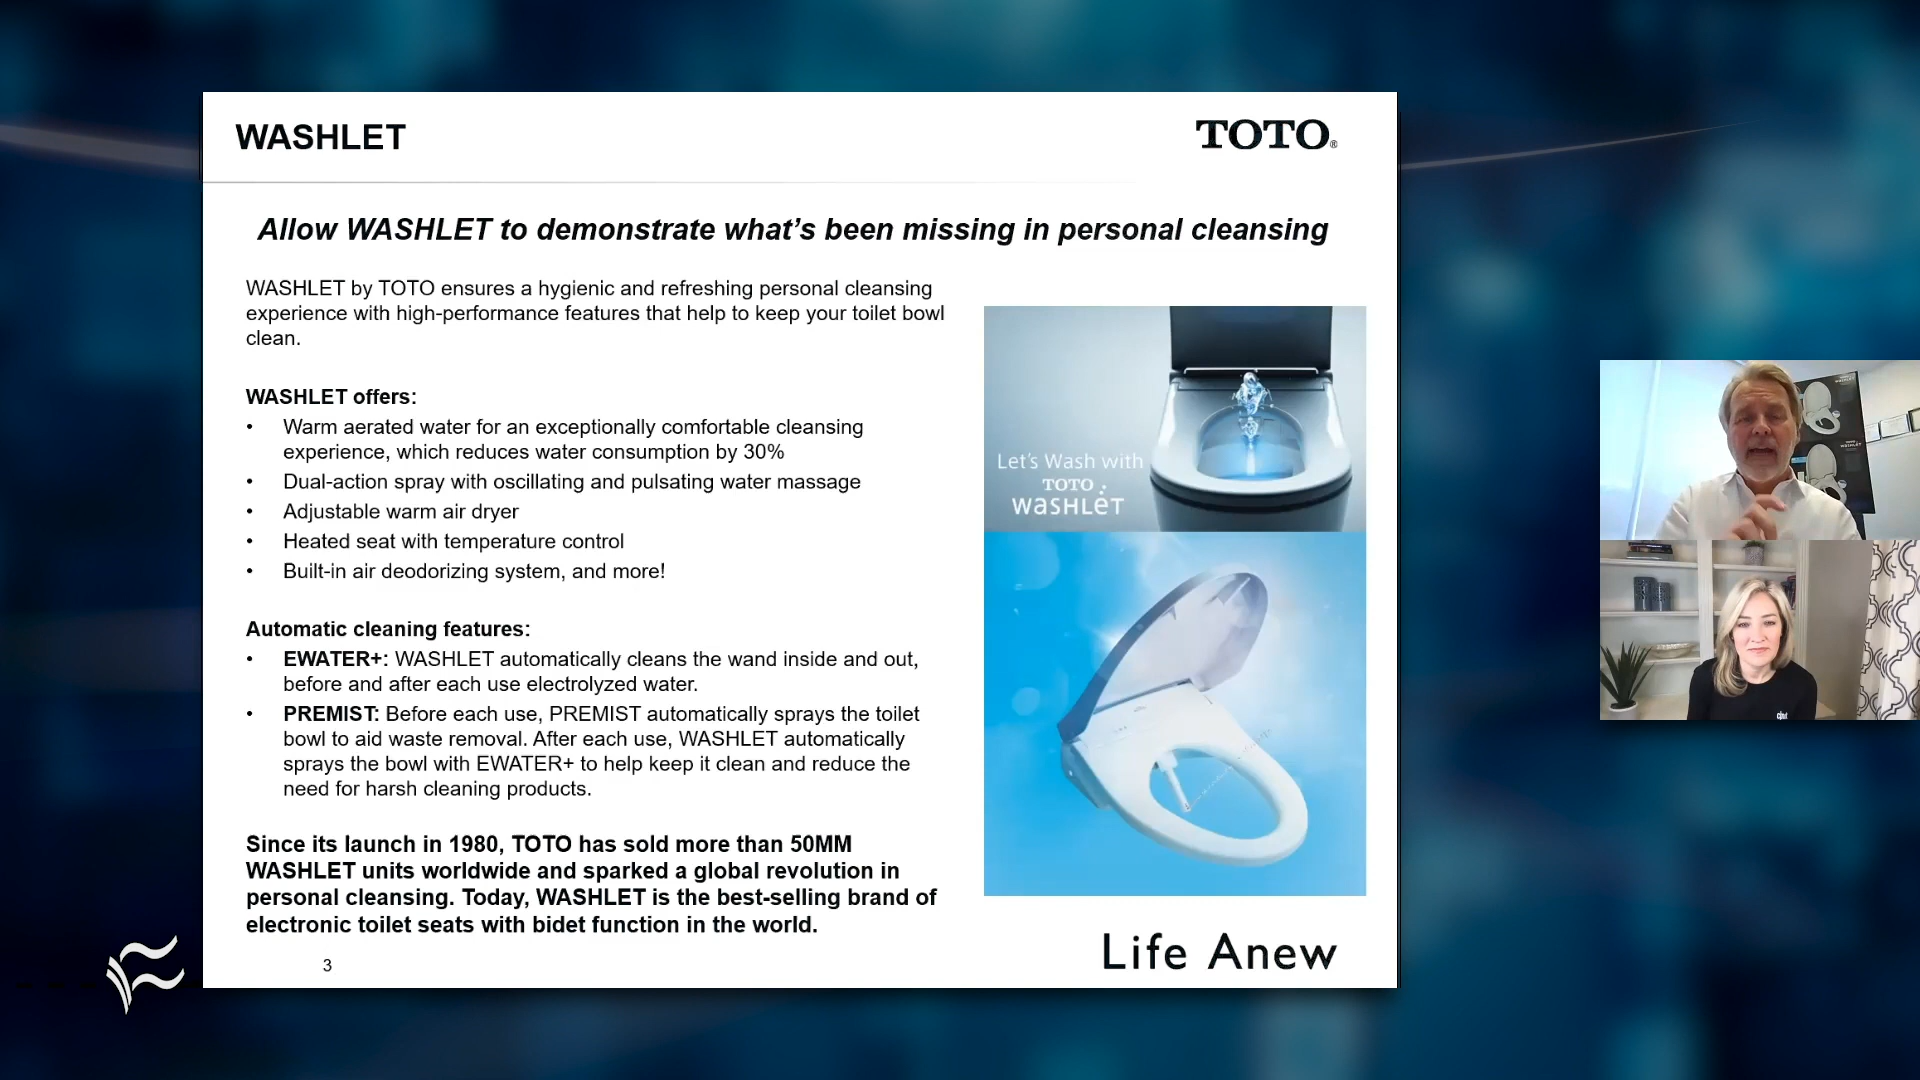 WASHLET
TOTO®
Allow WASHLET to demonstrate what's been missing in personal cleansing
WASHLET by TOTO ensures a hygienic and refreshing personal cleansing
experience with high-performance features that help to keep your toilet bowl
clean.
WASHLET offers:
• Warm aerated water for an exceptionally comfortable cleansing
experience, which reduces water consumption by 30%
• Dual-action spray with oscillating and pulsating water massage
• Adjustable warm air dryer
• Heated seat with temperature control
• Built-in air deodorizing system, and more!
Automatic cleaning features:
• EWATER+: WASHLET automatically cleans the wand inside and out,
before and after each use electrolyzed water.
• PREMIST: Before each use, PREMIST automatically sprays the toilet
bowl to aid waste removal. After each use, WASHLET automatically
sprays the bowl with EWATER+ to help keep it clean and reduce the
need for harsh cleaning products.
Since its launch in 1980, TOTO has sold more than 50MM
WASHLET units worldwide and sparked a global revolution in
personal cleansing. Today, WASHLET is the best-selling brand of
electronic toilet seats with bidet function in the world.
3
Let's Wash with
TOTO
WASHLET
Life Anew